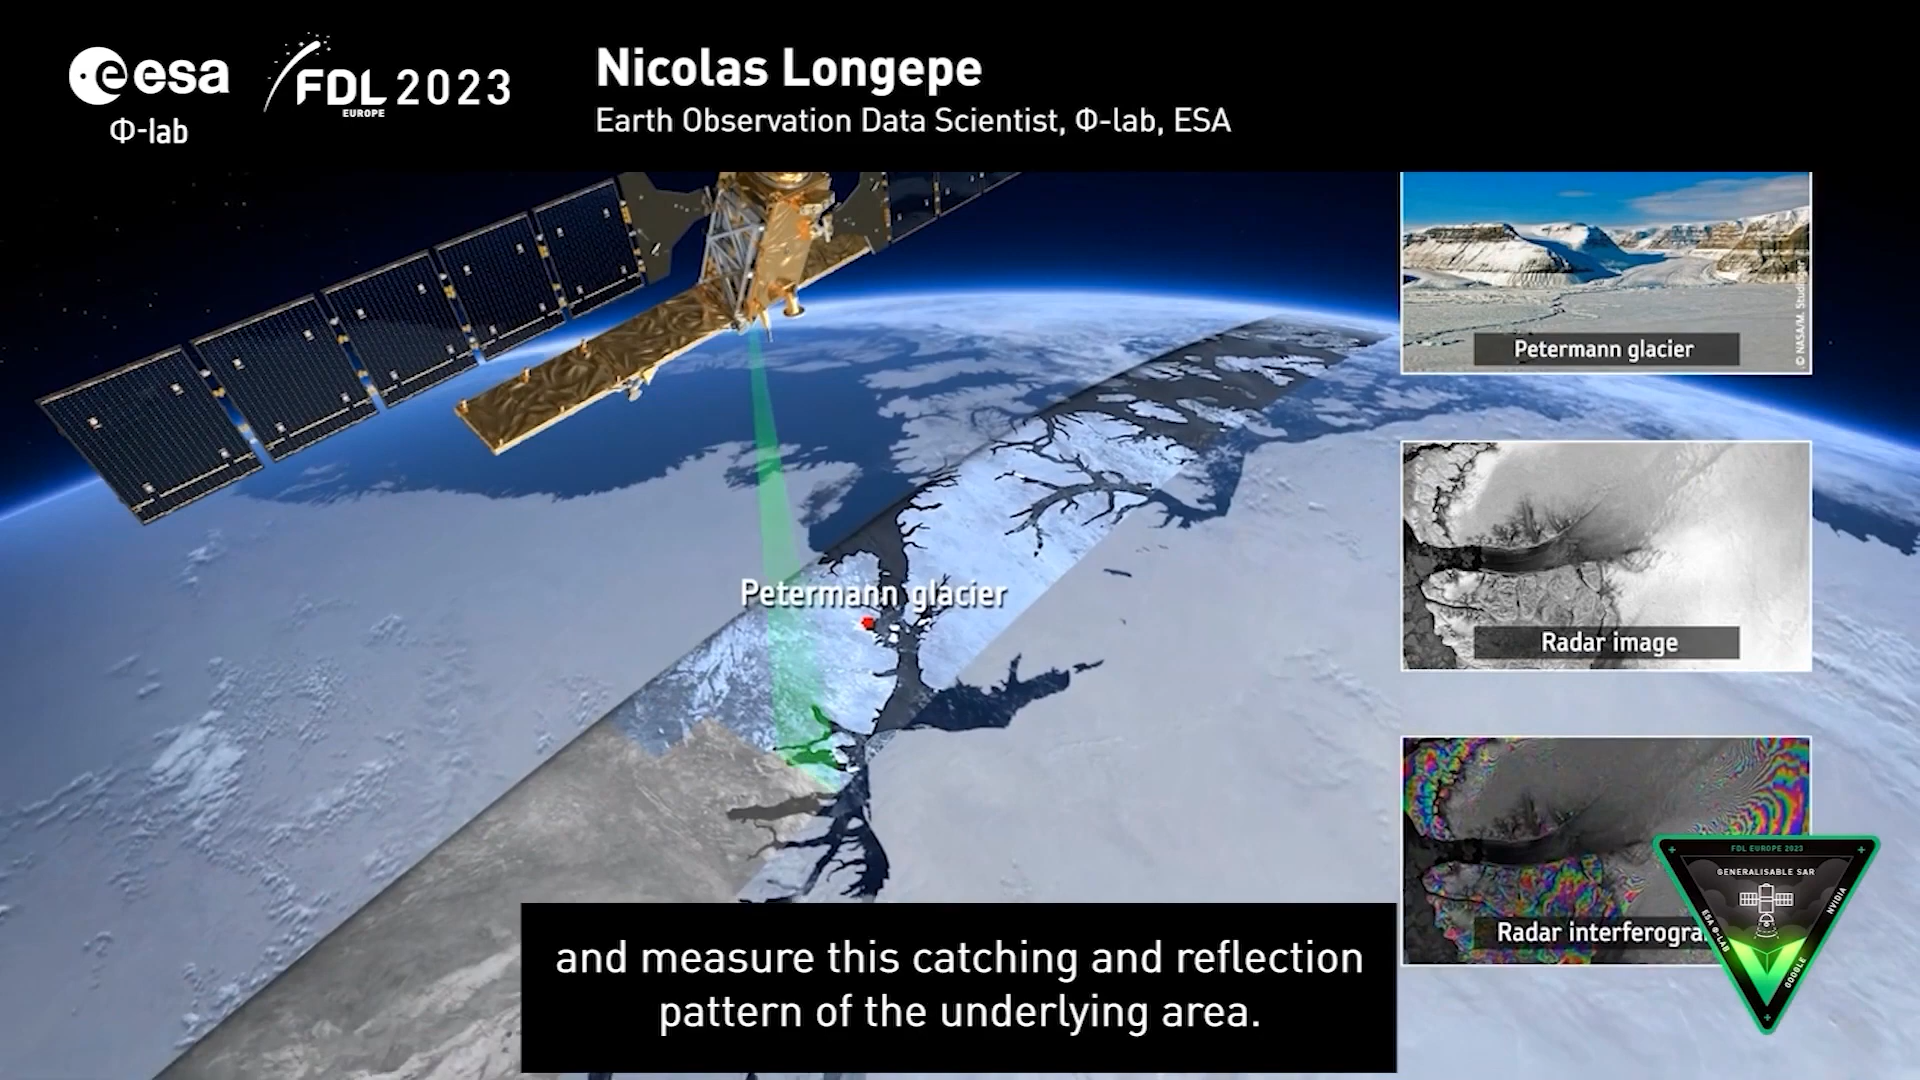 esa
Φ-lab
FDL 2023
EUROPE
Nicolas Longepe
Earth Observation Data Scientist, Φ-lab, ESA
© NASA/M. Studi
Petermann glacier
Petermann glacier
Radar image
Radar interferogra
FDL EUROPE 2023
GENERALISABLE SAR
ESA Φ-LAB
NVIDIA
GOOGLE
and measure this catching and reflection
pattern of the underlying area.